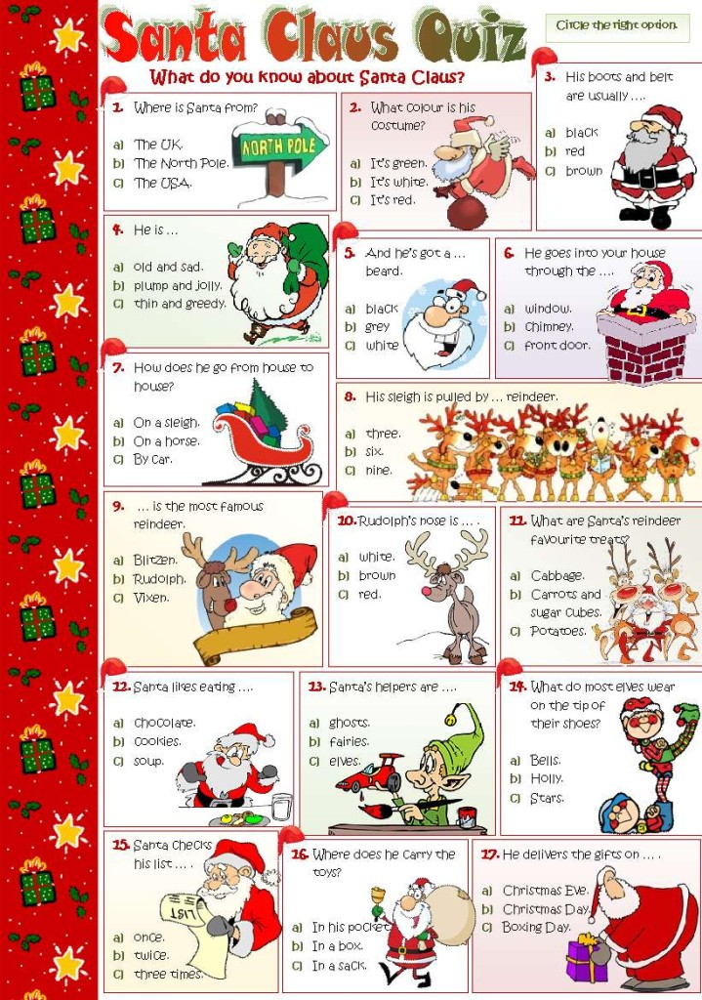 Santa Claus Quiz
Circle the right option.
What do you know about Santa Claus?
1. Where is Santa from?
a) The UK.
b) The North Pole.
c) The USA.
NORTH POLE
2. What colour is his
costume?
a) It's green.
b) It's white.
c) It's red.
3. His boots and belt
are usually ....
a) black
b) red
c) brown
4. He is ...
a) old and sad.
b) plump and jolly.
c) thin and greedy.
5. And he's got a ...
beard.
a) black
b) grey
c) white
6. He goes into your house
through the ....
a) window.
b) Chimney.
c) front door.
7. How does he go from house to
house?
a) On a sleigh.
b) On a horse.
c) By car.
8. His sleigh is pulled by ... reindeer.
a) three.
b) six.
c) nine.
9. ... is the most famous
reindeer.
a) Blitzen.
b) Rudolph.
c) Vixen.
10. Rudolph's nose is ... .
a) white.
b) brown
c) red.
11. What are Santa's reindeer
favourite treats?
a) Cabbage.
b) Carrots and
sugar cubes.
c) Potatoes.
12. Santa likes eating ....
a) Chocolate.
b) Cookies.
c) soup.
13. Santa's helpers are ....
a) ghosts.
b) fairies.
c) elves.
14. What do most elves wear
on the tip of
their shoes?
a) Bells.
b) Holly.
c) Stars.
15. Santa checks
his list ... .
a) once.
b) twice.
c) three times.
LIST
16. Where does he carry the
toys?
a) In his pocket
b) In a box.
c) In a sack.
17. He delivers the gifts on ... .
a) Christmas Eve.
b) Christmas Day.
c) Boxing Day.